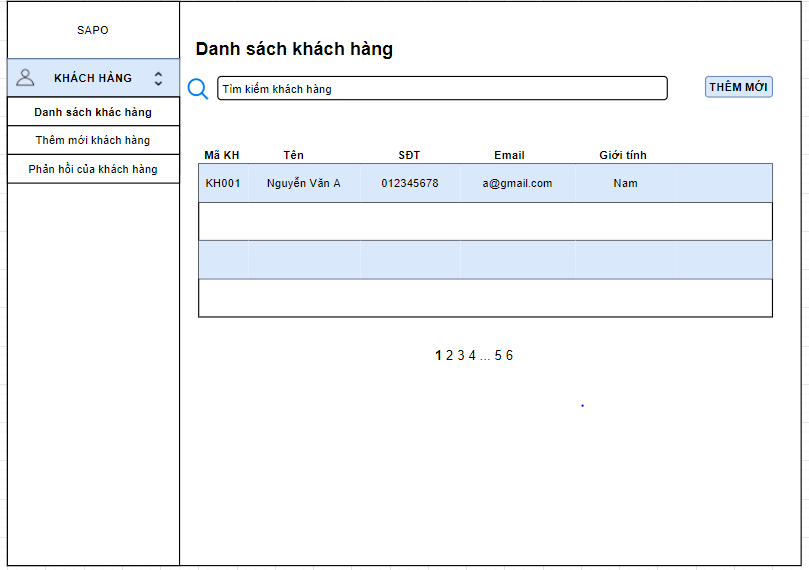 SAPO
KHÁCH HÀNG
Danh sách khác hàng
Thêm mới khách hàng
Phản hồi của khách hàng
Danh sách khách hàng
Tìm kiếm khách hàng
THÊM MỚI
Mã KH Tên SĐT Email Giới tính
KH001 Nguyễn Văn A 012345678 a@gmail.com Nam
1 2 3 4 ... 5 6